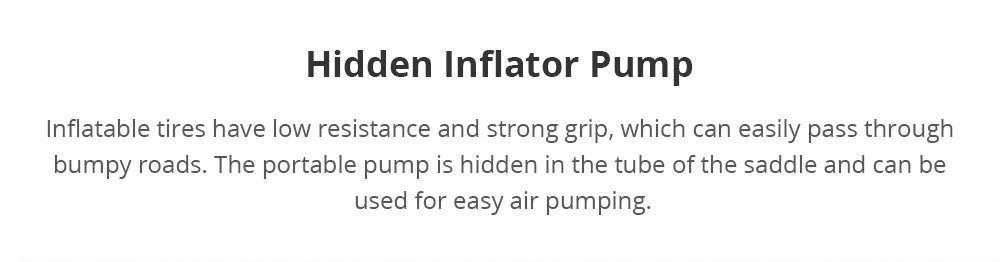 Hidden Inflator Pump
Inflatable tires have low resistance and strong grip, which can easily pass through
bumpy roads. The portable pump is hidden in the tube of the saddle and can be
used for easy air pumping.